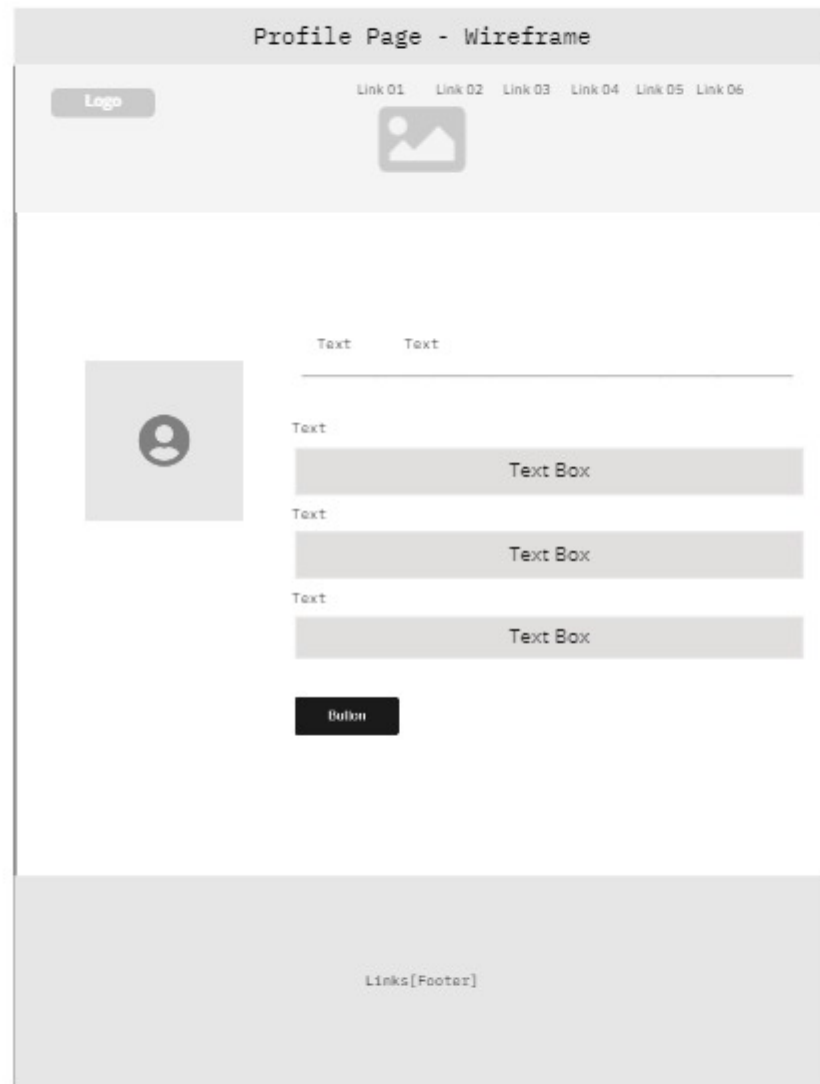 Profile Page - Wireframe
Logo
Link 01 Link 02 Link 03 Link 04 Link 05 Link 06
Text Text
Text
Text Box
Text
Text Box
Text
Text Box
Button
Links[Footer]